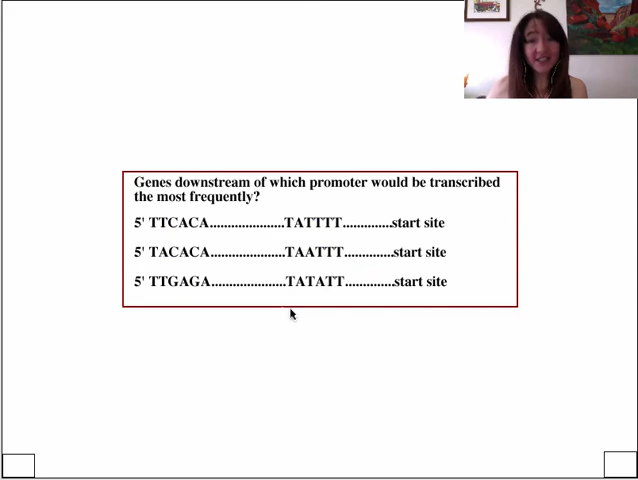 Genes downstream of which promoter would be transcribed
the most frequently?
5' TTCACA.....................TATTTT..............start site
5' TACACA.....................TAATTT..............start site
5' TTGAGA.....................TATATT..............start site